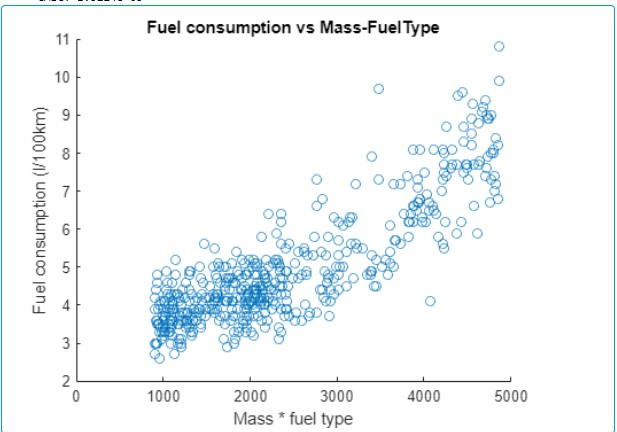 Fuel consumption vs Mass-FuelType
Fuel consumption (l/100km)
11
10
9
8
7
6
5
4
3
2
0 1000 2000 3000 4000 5000
Mass * fuel type